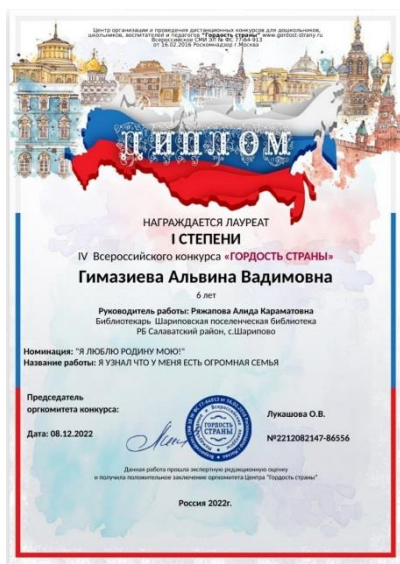 Центр организации и проведения дистанционных конкурсов для дошкольников,
школьников, воспитателей и педагогов "Гордость страны" www.gordost-strany.ru
Всероссийское СМИ ЭЛ № ФС 77-64 913
от 16.02.2016 Роскомнадзор г.Москва
ДИПЛОМ
НАГРАЖДАЕТСЯ ЛАУРЕАТ
I СТЕПЕНИ
IV Всероссийского конкурса «ГОРДОСТЬ СТРАНЫ»
Гимазиева Альвина Вадимовна
6 лет
Руководитель работы: Ряжапова Алида Караматовна
Библиотекарь Шариповская поселенческая библиотека
РБ Салаватский район, с.Шарипово
Номинация: "Я ЛЮБЛЮ РОДИНУ МОЮ!"
Название работы: Я УЗНАЛ ЧТО У МЕНЯ ЕСТЬ ОГРОМНАЯ СЕМЬЯ
Председатель
оргкомитета конкурса:
Лукашова О.В.
Дата: 08.12.2022
ГОРДОСТЬ
СТРАНЫ
№2212082147-86556
Данная работа прошла экспертную редакционную оценку
и получила положительное заключение оргкомитета Центра "Гордость страны"
Россия 2022г.